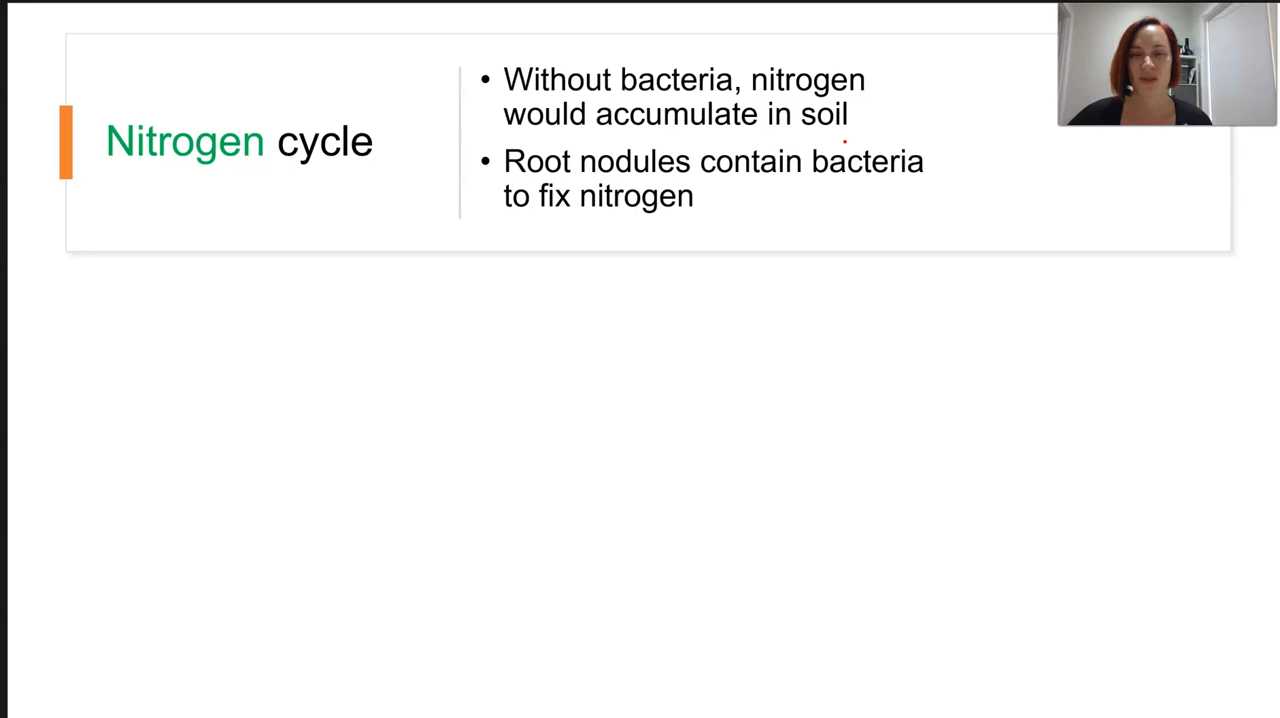 Nitrogen cycle
• Without bacteria, nitrogen
would accumulate in soil
• Root nodules contain bacteria
to fix nitrogen